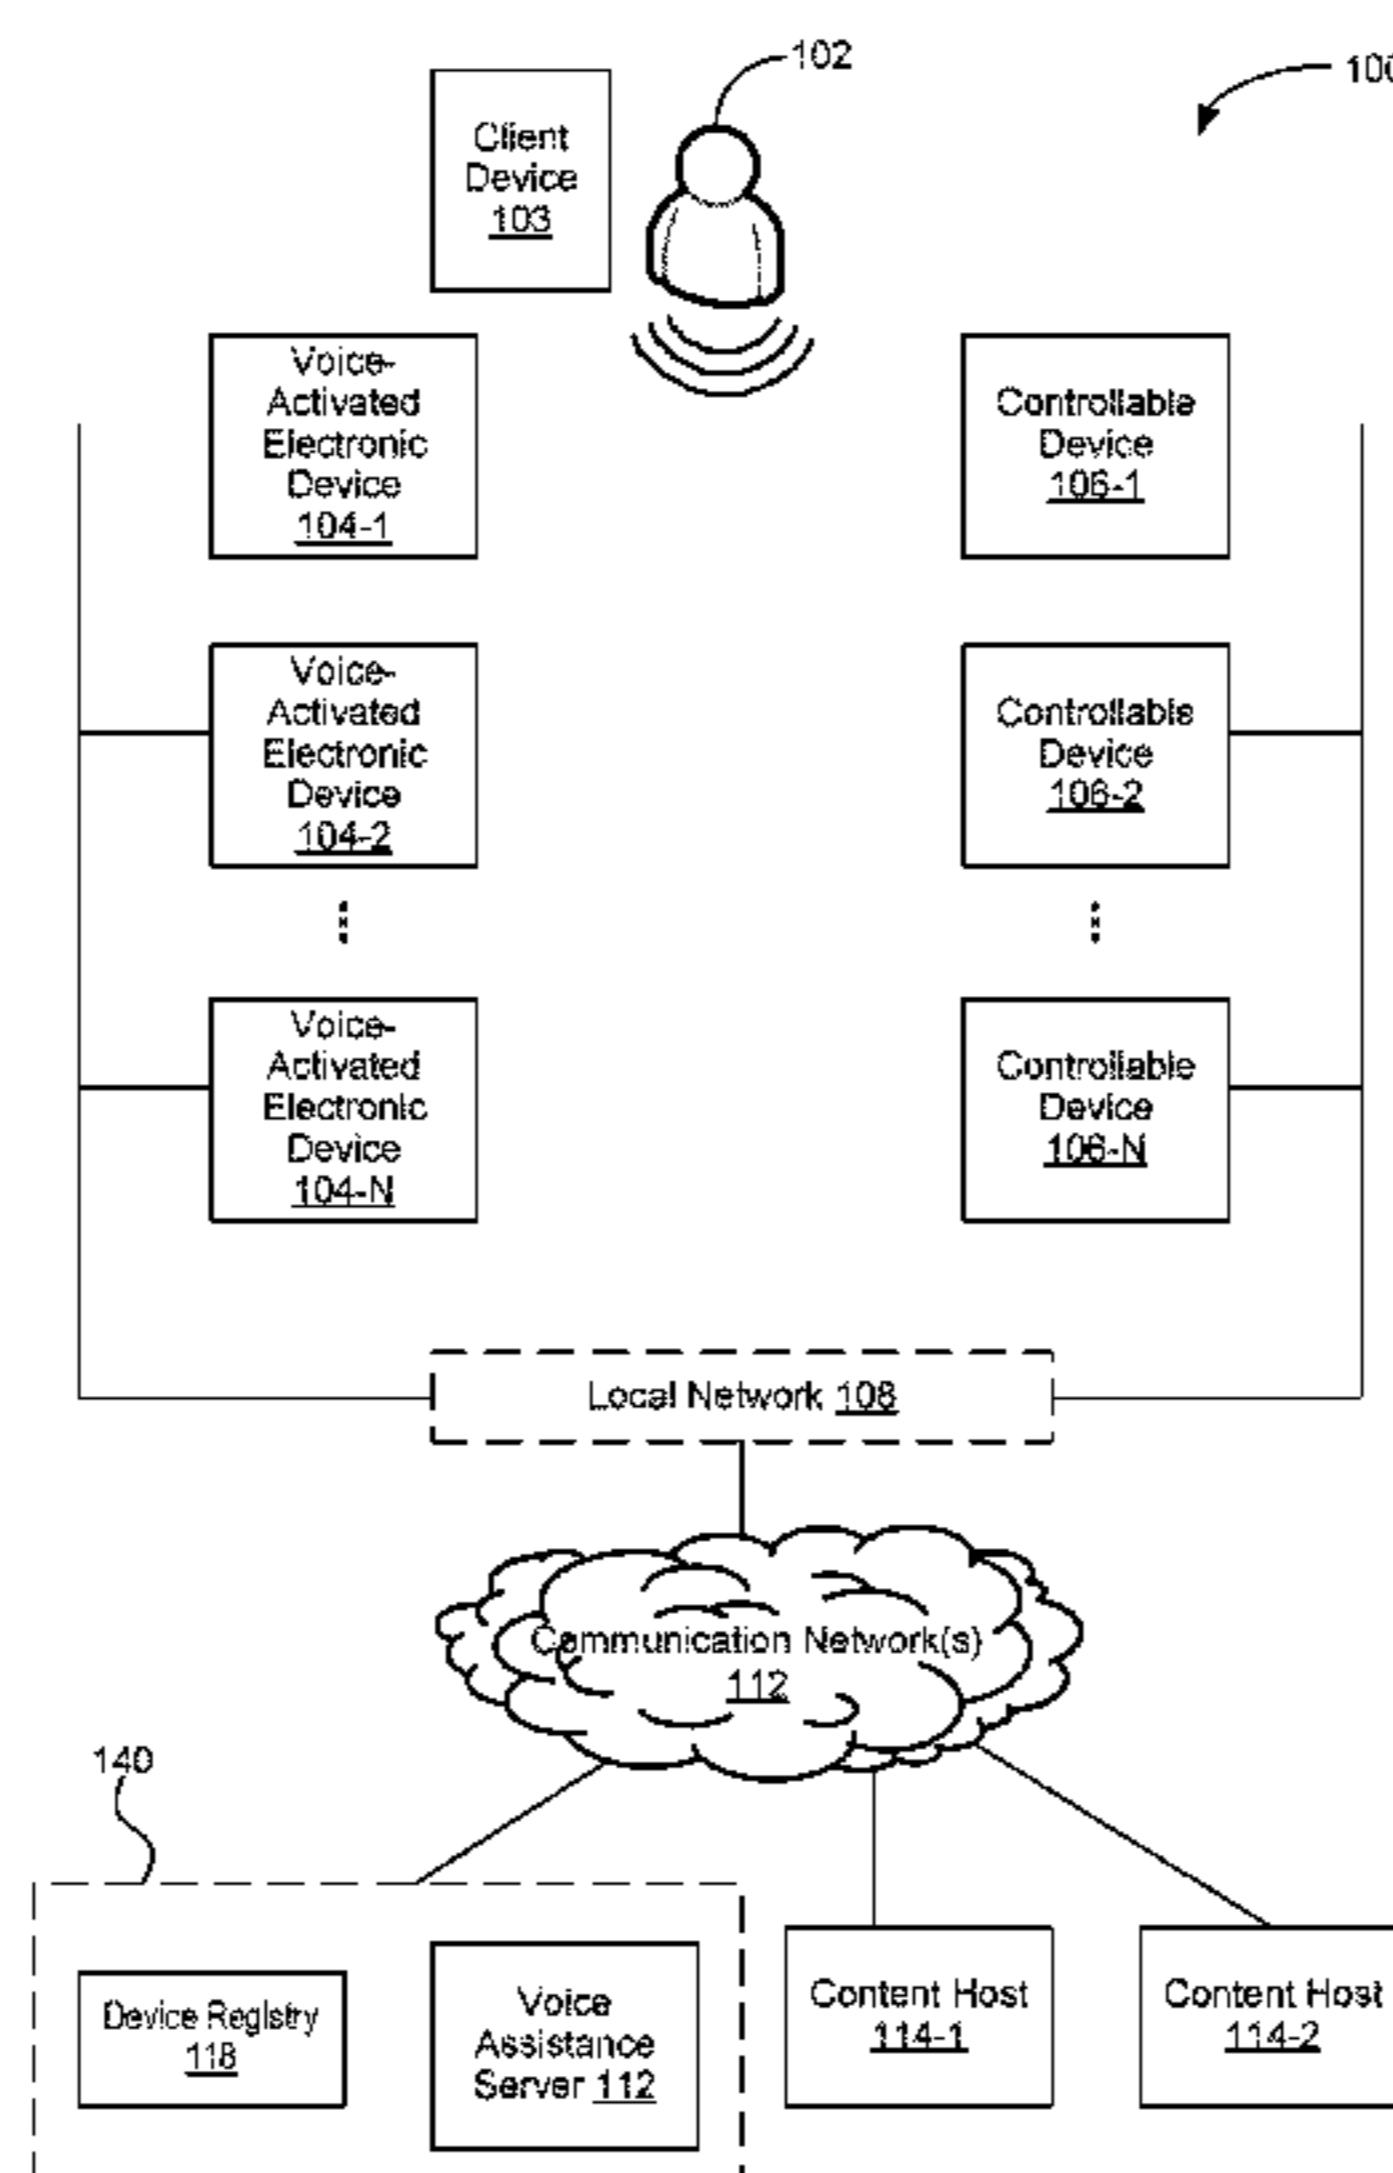 102
100
Client
Device
103
Voice-
Activated
Electronic
Device
104-1
Controllable
Device
106-1
Voice-
Activated
Electronic
Device
104-2
Controllable
Device
106-2
Voice-
Activated
Electronic
Device
104-N
Controllable
Device
106-N
Local Network 108
Communication Network(s)
112
140
Device Registry
118
Voice
Assistance
Server 112
Content Host
114-1
Content Host
114-2